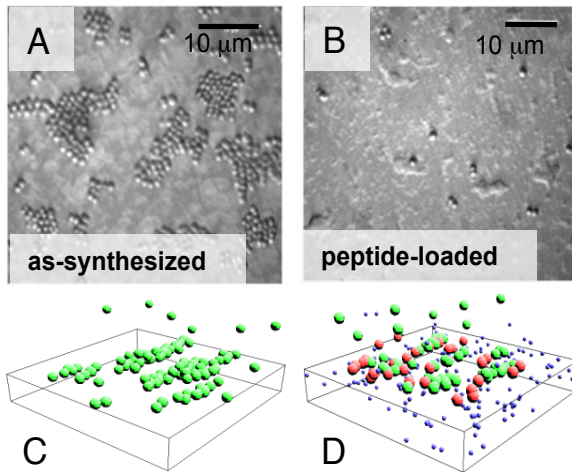 A
10 μm
B
10 μm
as-synthesized
peptide-loaded
C
D